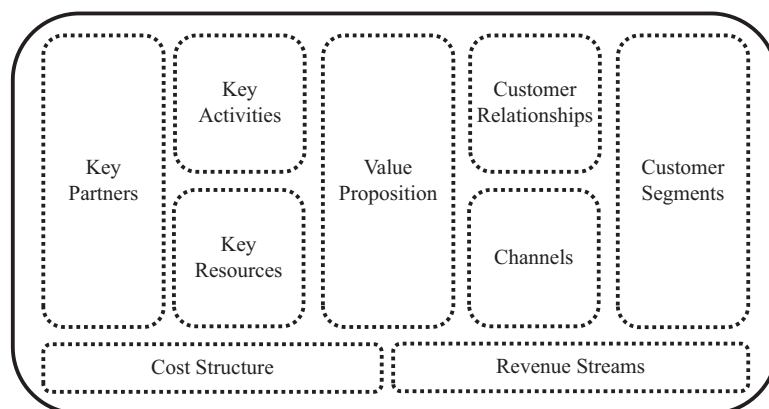 Key
Partners
Key
Activities
Key
Resources
Value
Proposition
Customer
Relationships
Channels
Customer
Segments
Cost Structure
Revenue Streams